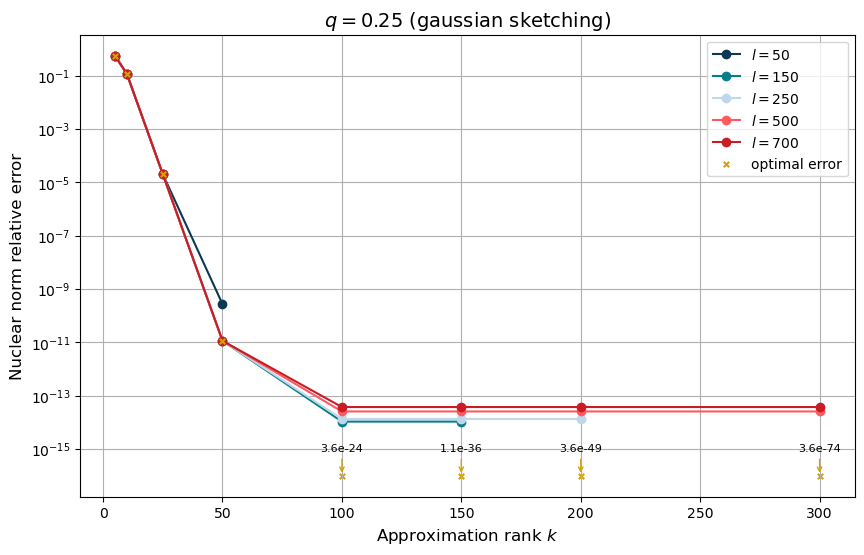 q = 0.25 (gaussian sketching)
Nuclear norm relative error
10⁻¹
10⁻³
10⁻⁵
10⁻⁷
10⁻⁹
10⁻¹¹
10⁻¹³
10⁻¹⁵
l = 50
l = 150
l = 250
l = 500
l = 700
optimal error
3.6e-24 1.1e-36 3.6e-49 3.6e-74
0 50 100 150 200 250 300
Approximation rank k